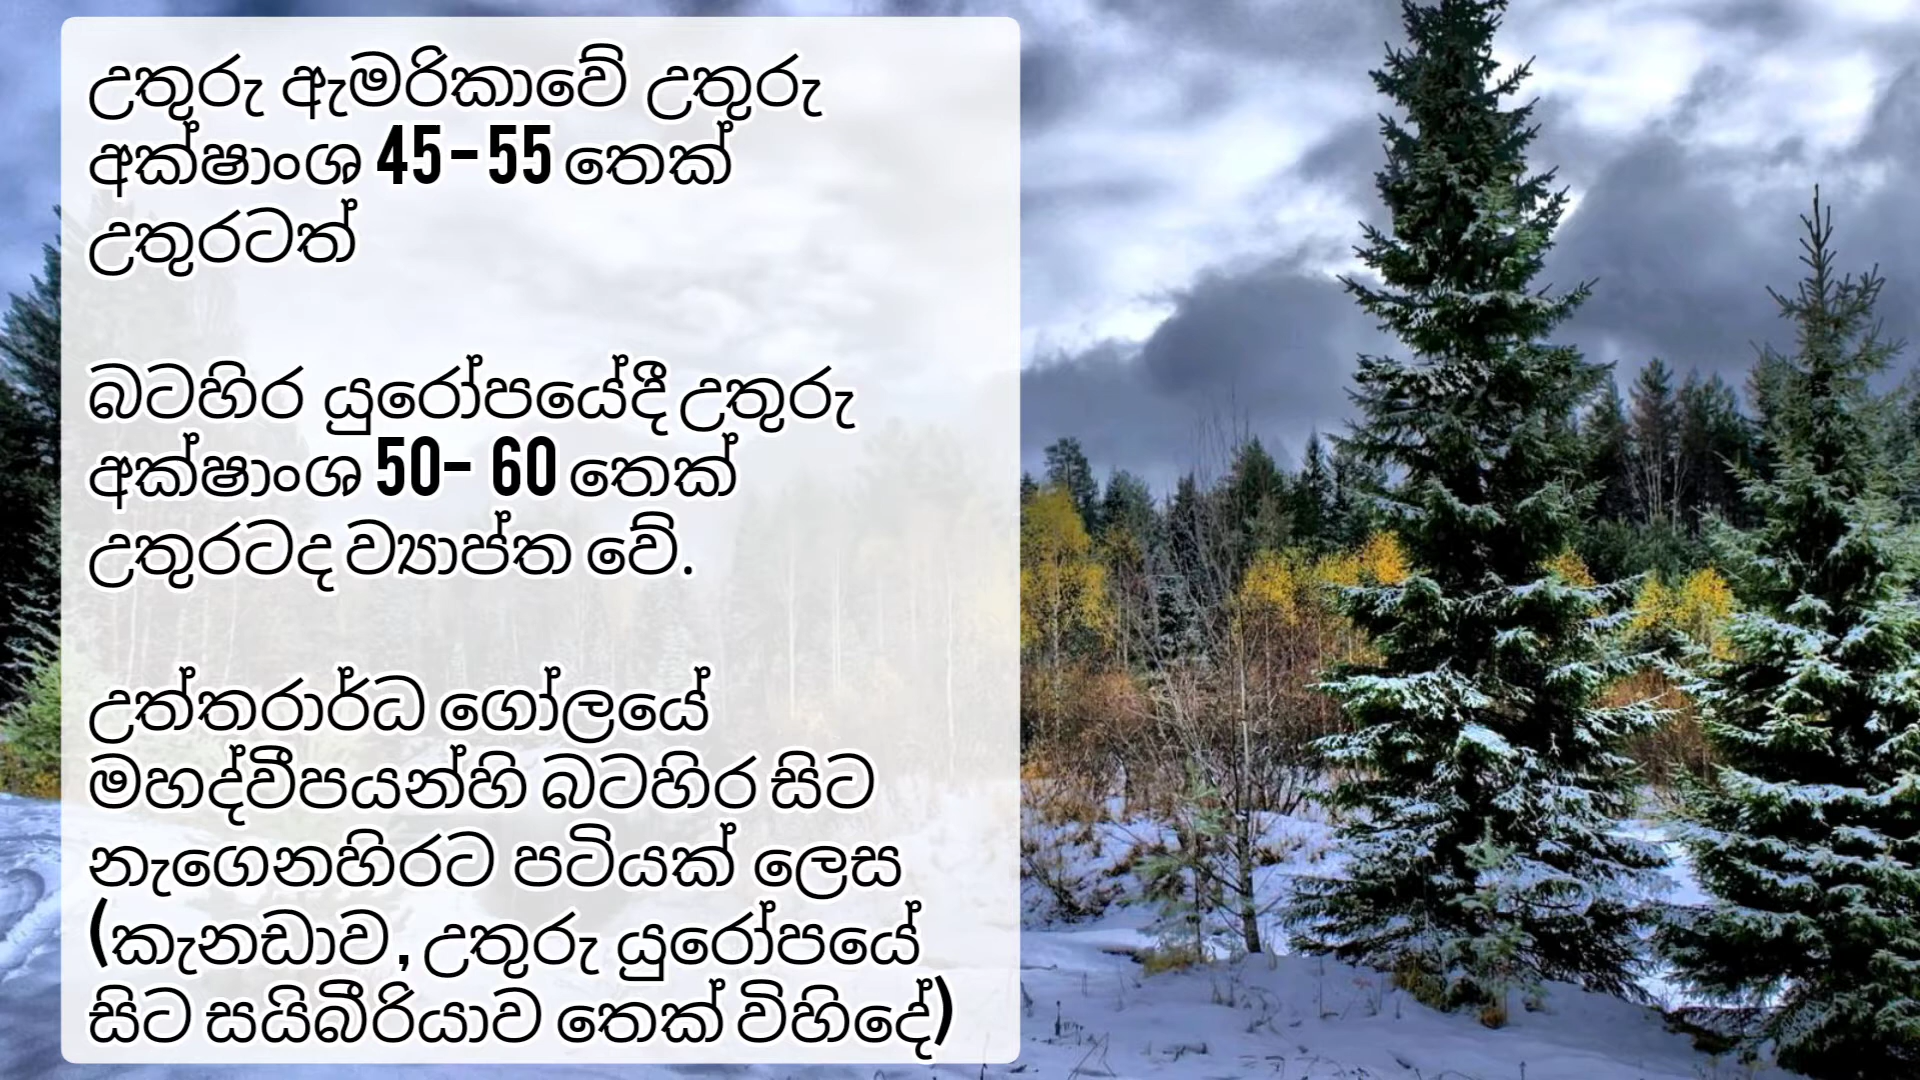 උතුරු ඇමරිකාවේ උතුරු
අක්ෂාංශ 45 – 55 තෙක්
උතුරටත්
බටහිර යුරෝපයේදී උතුරු
අක්ෂාංශ 50– 60 තෙක්
උතුරටද ව්‍යාප්ත වේ.
උත්තරාර්ධ ගෝලයේ
මහද්වීපයන්හි බටහිර සිට
නැගෙනහිරට පටියක් ලෙස
(කැනඩාව, උතුරු යුරෝපයේ
සිට සයිබීරියාව තෙක් විහිදේ)